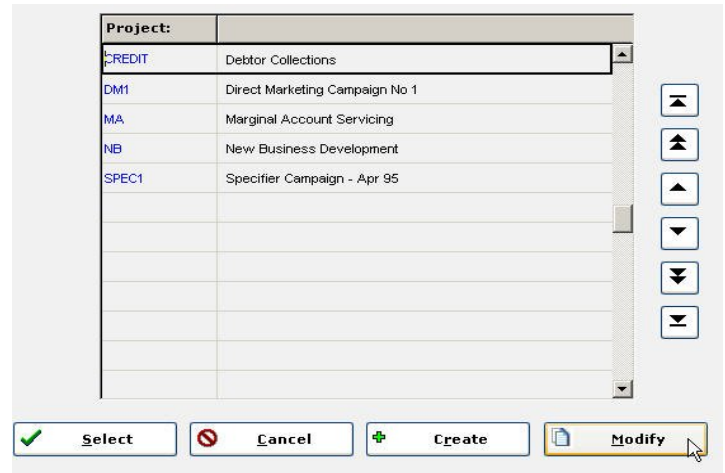 Project:
CREDIT Debtor Collections
DM1 Direct Marketing Campaign No 1
MA Marginal Account Servicing
NB New Business Development
SPEC1 Specifier Campaign - Apr 95
Select Cancel Create Modify